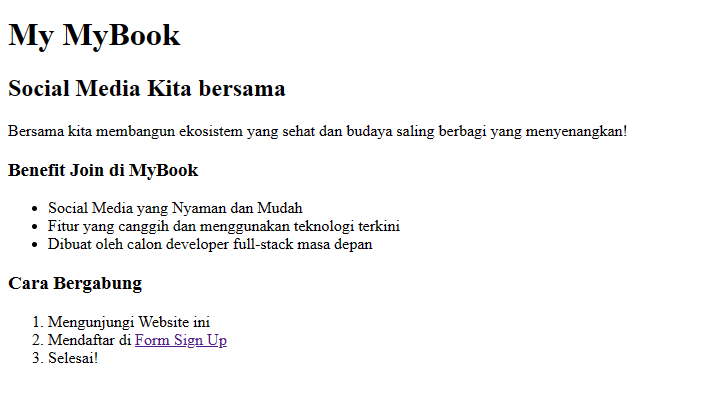 My MyBook
Social Media Kita bersama
Bersama kita membangun ekosistem yang sehat dan budaya saling berbagi yang menyenangkan!
Benefit Join di MyBook
• Social Media yang Nyaman dan Mudah
• Fitur yang canggih dan menggunakan teknologi terkini
• Dibuat oleh calon developer full-stack masa depan
Cara Bergabung
1. Mengunjungi Website ini
2. Mendaftar di Form Sign Up
3. Selesai!